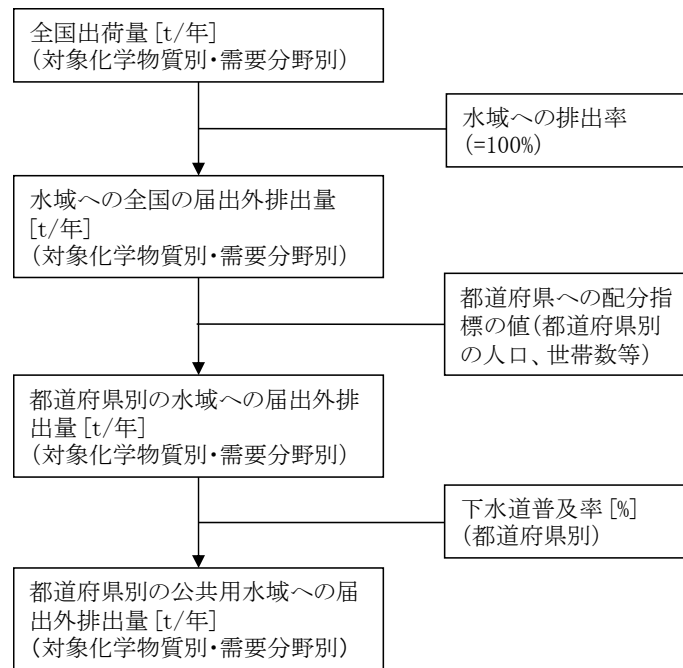 全国出荷量[t/年]
(対象化学物質別・需要分野別)
水域への排出率
(=100%)
水域への全国の届出外排出量
[t/年]
(対象化学物質別・需要分野別)
都道府県への配分指
標の値(都道府県別
の人口、世帯数等)
都道府県別の水域への届出外排
出量[t/年]
(対象化学物質別・需要分野別)
下水道普及率[%]
(都道府県別)
都道府県別の公共用水域への届
出外排出量[t/年]
(対象化学物質別・需要分野別)